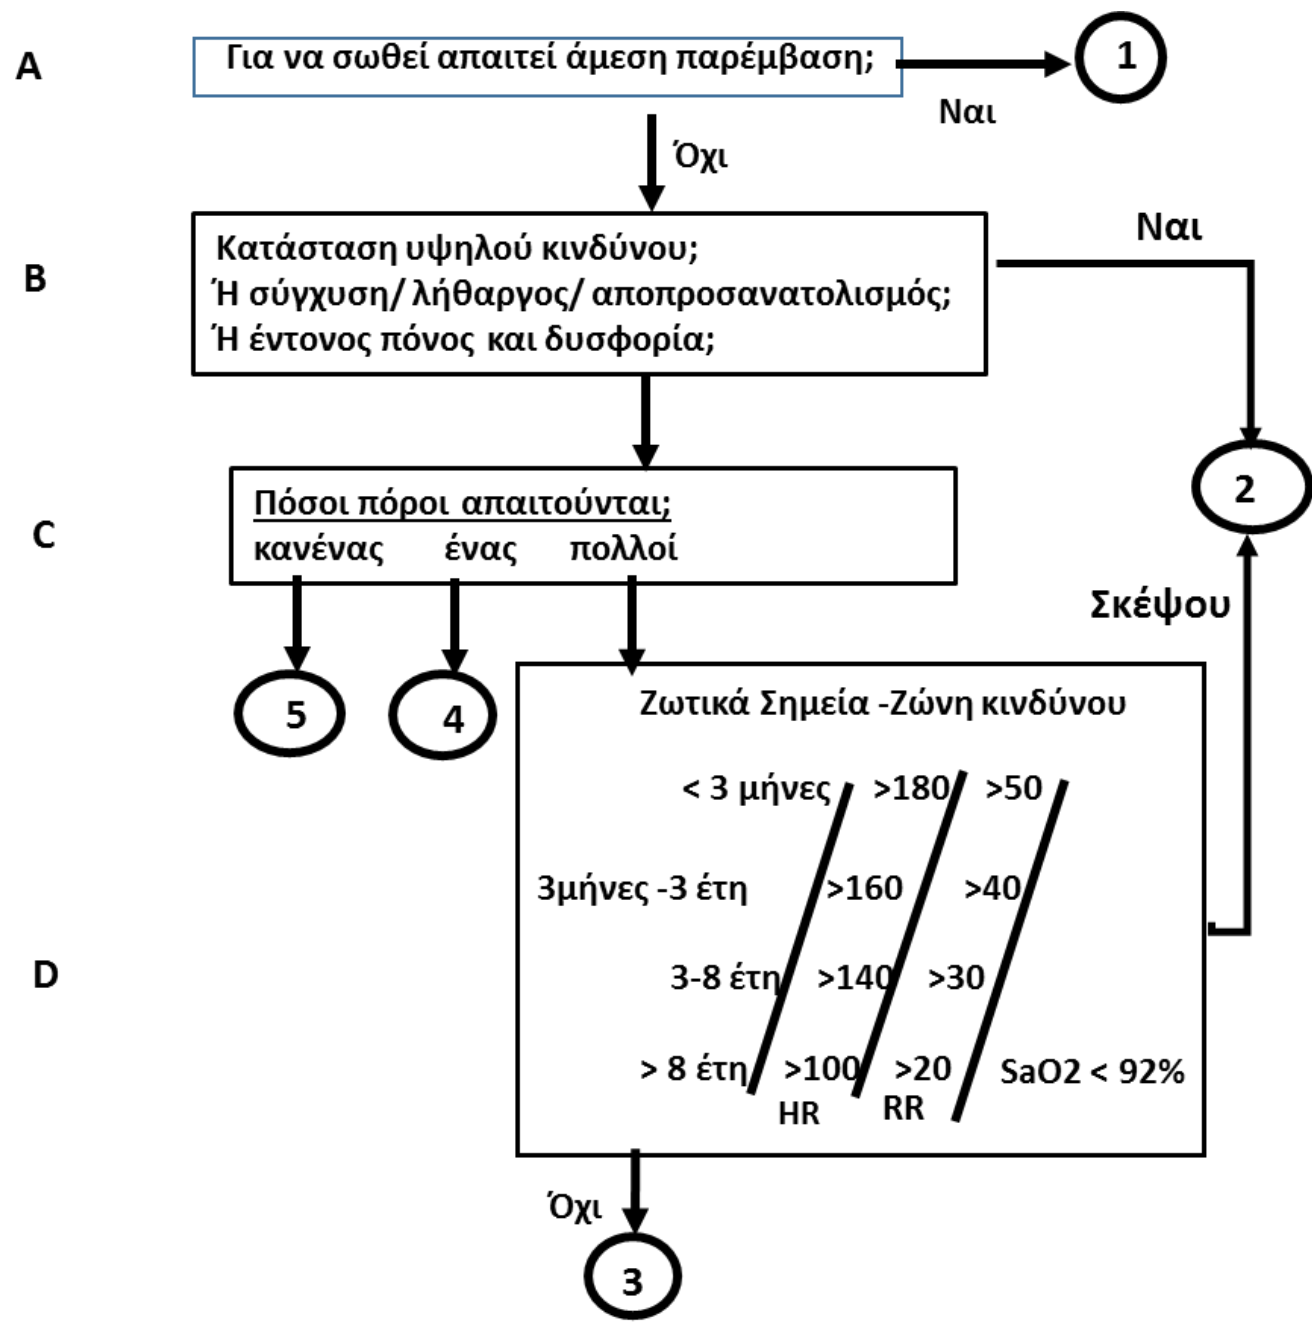 A
Για να σωθεί απαιτεί άμεση παρέμβαση;
1
Ναι
Όχι
B
Κατάσταση υψηλού κινδύνου;
Ή σύγχυση/ λήθαργος/ αποπροσανατολισμός;
Ή έντονος πόνος και δυσφορία;
Ναι
2
C
Πόσοι πόροι απαιτούνται;
κανένας ένας πολλοί
Σκέψου
5
4
D
Ζωτικά Σημεία -Ζώνη κινδύνου
< 3 μήνες >180 >50
3μήνες -3 έτη >160 >40
3-8 έτη >140 >30
> 8 έτη >100 >20 SaO2 < 92%
HR RR
Όχι
3